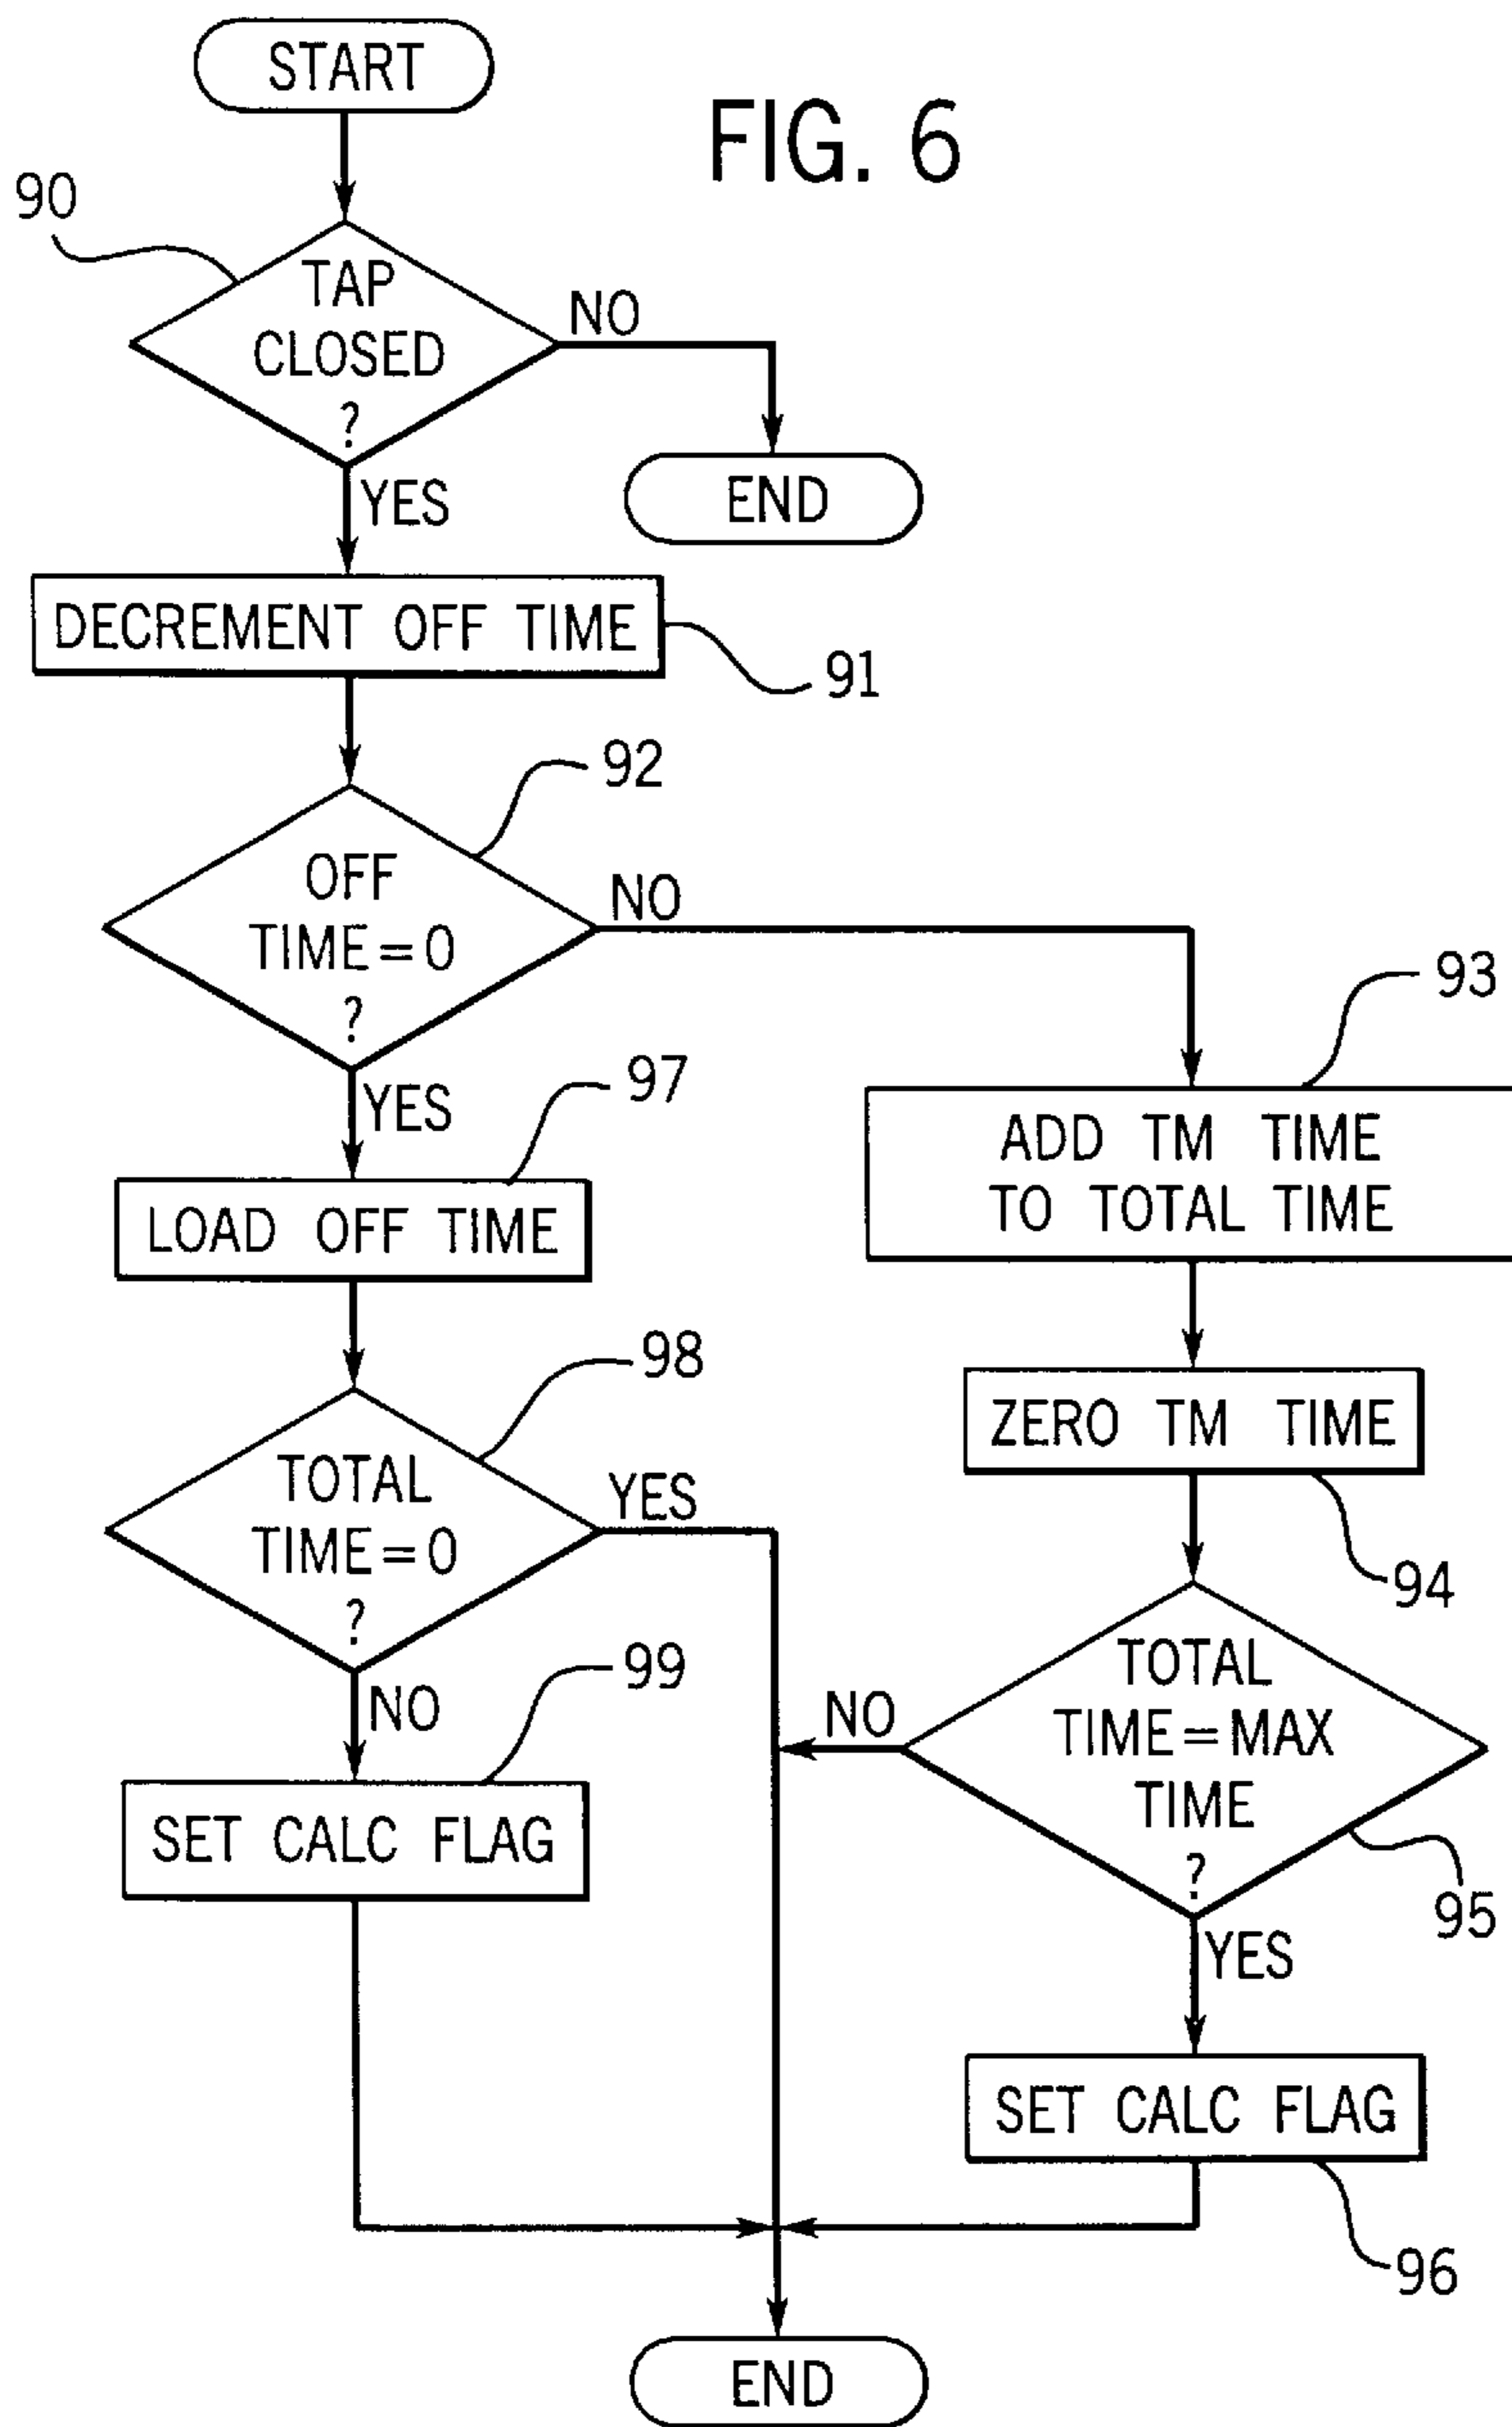 START
FIG. 6
90
TAP
CLOSED
?
NO
END
YES
DECREMENT OFF TIME
91
92
OFF
TIME=0
?
NO
93
YES
97
ADD TM TIME
TO TOTAL TIME
LOAD OFF TIME
98
ZERO TM TIME
94
TOTAL
TIME=0
?
YES
NO
99
TOTAL
TIME=MAX
TIME
?
NO
95
SET CALC FLAG
YES
SET CALC FLAG
96
END